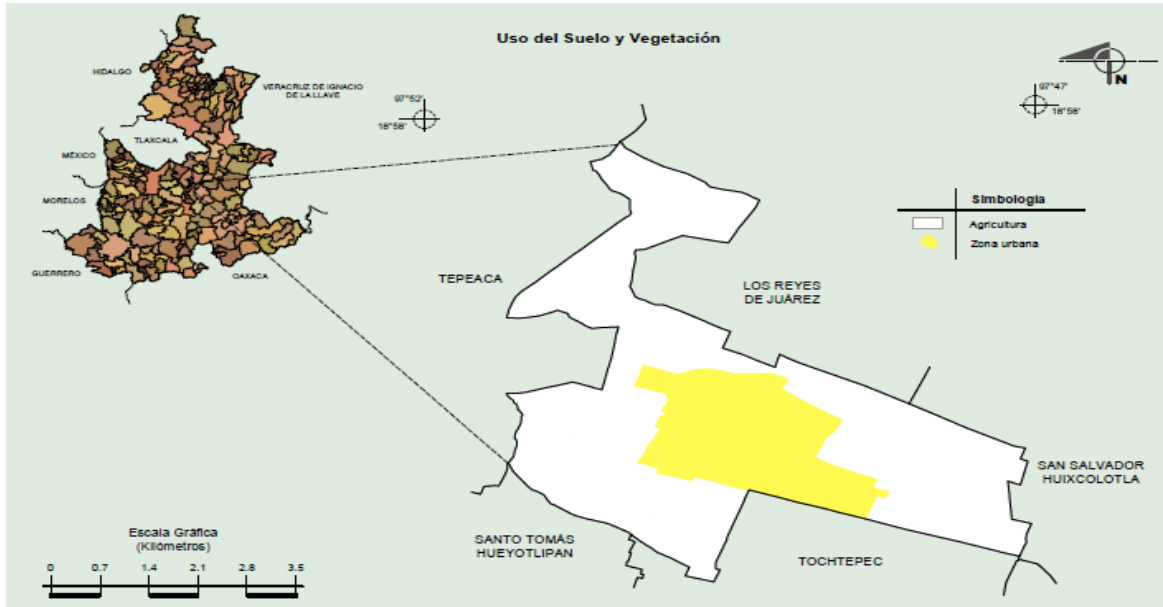 Uso del Suelo y Vegetación
HIDALGO
VERACRUZ DE IGNACIO
DE LA LLAVE
TLAXCALA
MÉXICO
MORELOS
GUERRERO
OAXACA
97°52'
18°58'
97°47'
18°58'
N
Simbología
Agricultura
Zona urbana
TEPEACA
LOS REYES
DE JUÁREZ
SAN SALVADOR
HUIXCOLOTLA
SANTO TOMÁS
HUEYOTLIPAN
TOCHTEPEC
Escala Gráfica
(Kilómetros)
0 0.7 1.4 2.1 2.8 3.5